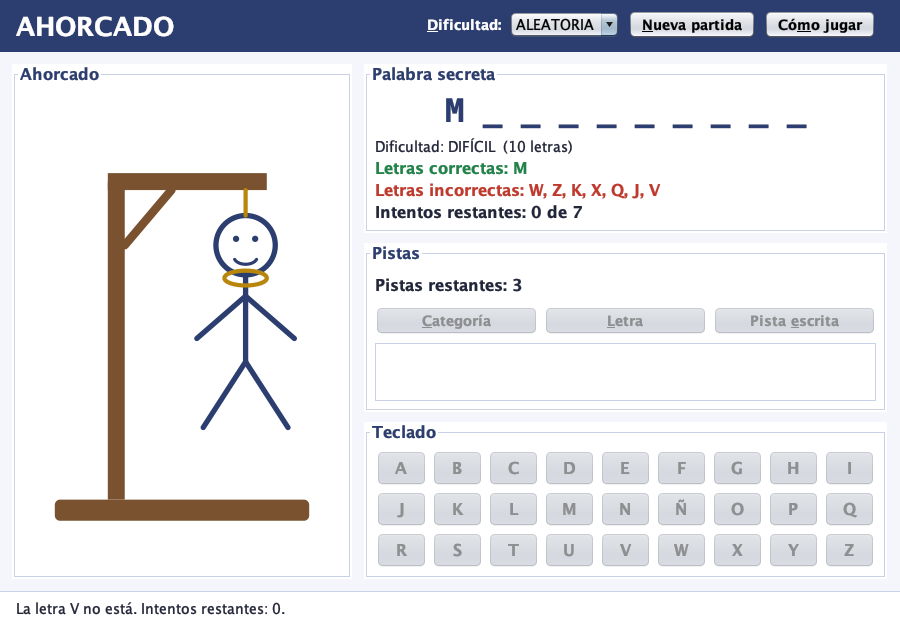 AHORCADO
Dificultad: ALEATORIA Nueva partida Cómo jugar
Ahorcado
Palabra secreta
M _ _ _ _ _ _ _ _ _
Dificultad: DIFÍCIL (10 letras)
Letras correctas: M
Letras incorrectas: W, Z, K, X, Q, J, V
Intentos restantes: 0 de 7
Pistas
Pistas restantes: 3
Categoría Letra Pista escrita
Teclado
A B C D E F G H I
J K L M N Ñ O P Q
R S T U V W X Y Z
La letra V no está. Intentos restantes: 0.